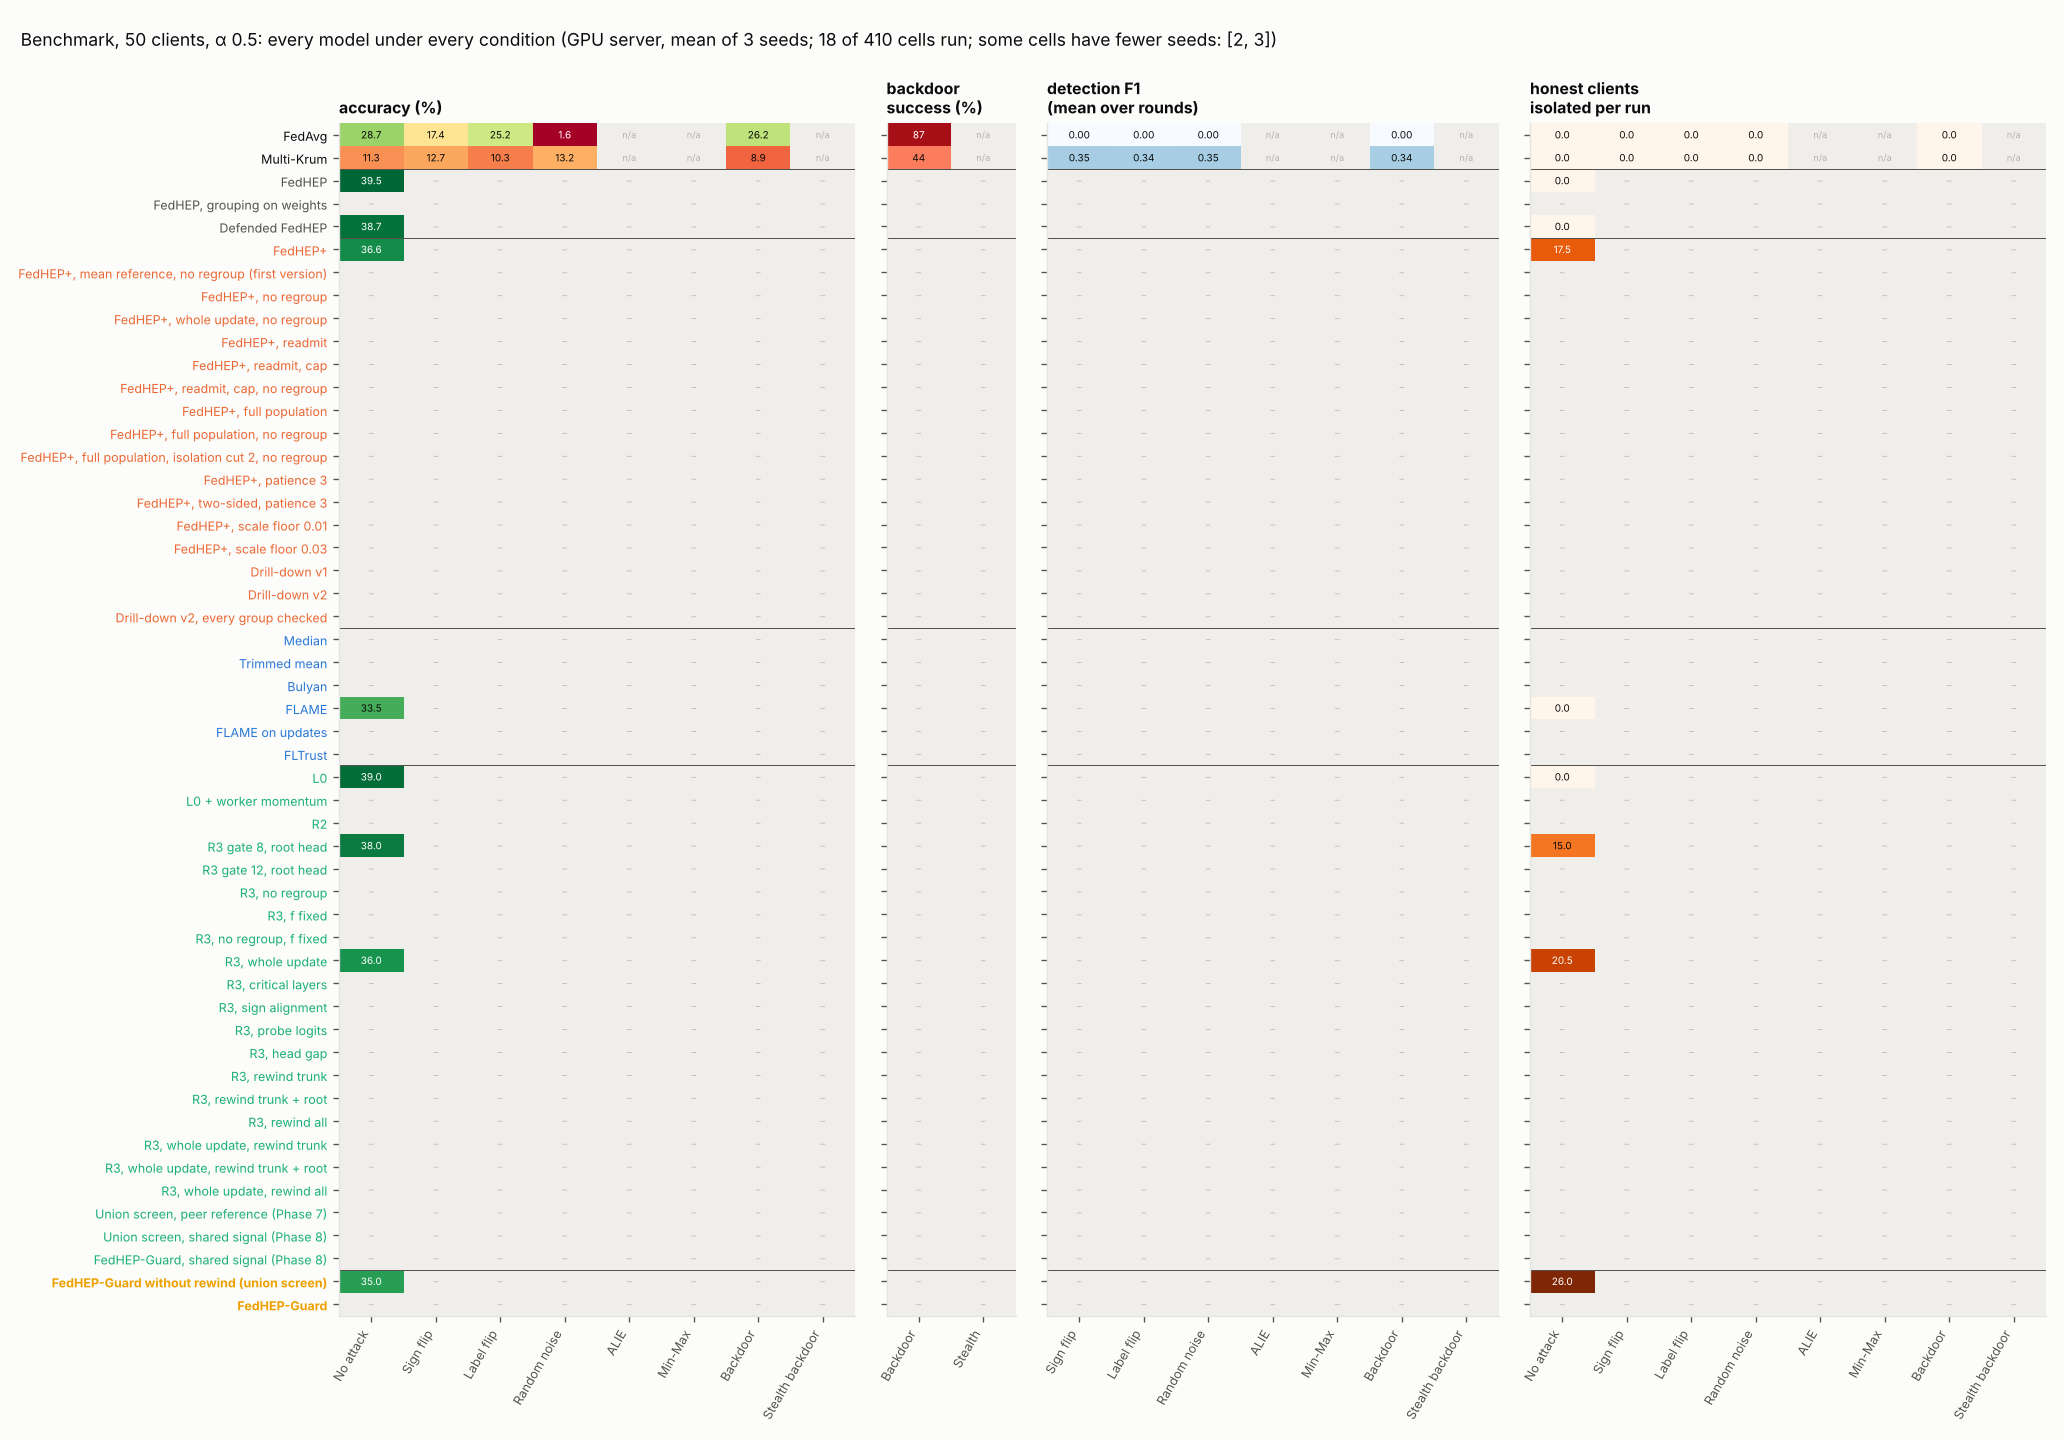 Benchmark, 50 clients, α 0.5: every model under every condition (GPU server, mean of 3 seeds; 18 of 410 cells run; some cells have fewer seeds: [2, 3])
accuracy (%)
backdoor
success (%)
detection F1
(mean over rounds)
honest clients
isolated per run
FedAvg 28.7 17.4 25.2 1.6 n/a n/a 26.2 n/a 87 n/a 0.00 0.00 0.00 n/a n/a 0.00 n/a 0.0 0.0 0.0 0.0 n/a n/a 0.0 n/a
Multi-Krum 11.3 12.7 10.3 13.2 n/a n/a 8.9 n/a 44 n/a 0.35 0.34 0.35 n/a n/a 0.34 n/a 0.0 0.0 0.0 0.0 n/a n/a 0.0 n/a
FedHEP 39.5 – – – – – – – – – – – – – – – – 0.0 – – – – – – –
FedHEP, grouping on weights – – – – – – – – – – – – – – – – – – – – – – – – –
Defended FedHEP 38.7 – – – – – – – – – – – – – – – – 0.0 – – – – – – –
FedHEP+ 36.6 – – – – – – – – – – – – – – – – 17.5 – – – – – – –
FedHEP+, mean reference, no regroup (first version) – – – – – – – – – – – – – – – – – – – – – – – – –
FedHEP+, no regroup – – – – – – – – – – – – – – – – – – – – – – – – –
FedHEP+, whole update, no regroup – – – – – – – – – – – – – – – – – – – – – – – – –
FedHEP+, readmit – – – – – – – – – – – – – – – – – – – – – – – – –
FedHEP+, readmit, cap – – – – – – – – – – – – – – – – – – – – – – – – –
FedHEP+, readmit, cap, no regroup – – – – – – – – – – – – – – – – – – – – – – – – –
FedHEP+, full population – – – – – – – – – – – – – – – – – – – – – – – – –
FedHEP+, full population, no regroup – – – – – – – – – – – – – – – – – – – – – – – – –
FedHEP+, full population, isolation cut 2, no regroup – – – – – – – – – – – – – – – – – – – – – – – – –
FedHEP+, patience 3 – – – – – – – – – – – – – – – – – – – – – – – – –
FedHEP+, two-sided, patience 3 – – – – – – – – – – – – – – – – – – – – – – – – –
FedHEP+, scale floor 0.01 – – – – – – – – – – – – – – – – – – – – – – – – –
FedHEP+, scale floor 0.03 – – – – – – – – – – – – – – – – – – – – – – – – –
Drill-down v1 – – – – – – – – – – – – – – – – – – – – – – – – –
Drill-down v2 – – – – – – – – – – – – – – – – – – – – – – – – –
Drill-down v2, every group checked – – – – – – – – – – – – – – – – – – – – – – – – –
Median – – – – – – – – – – – – – – – – – – – – – – – – –
Trimmed mean – – – – – – – – – – – – – – – – – – – – – – – – –
Bulyan – – – – – – – – – – – – – – – – – – – – – – – – –
FLAME 33.5 – – – – – – – – – – – – – – – – 0.0 – – – – – – –
FLAME on updates – – – – – – – – – – – – – – – – – – – – – – – – –
FLTrust – – – – – – – – – – – – – – – – – – – – – – – – –
L0 39.0 – – – – – – – – – – – – – – – – 0.0 – – – – – – –
L0 + worker momentum – – – – – – – – – – – – – – – – – – – – – – – – –
R2 – – – – – – – – – – – – – – – – – – – – – – – – –
R3 gate 8, root head 38.0 – – – – – – – – – – – – – – – – 15.0 – – – – – – –
R3 gate 12, root head – – – – – – – – – – – – – – – – – – – – – – – – –
R3, no regroup – – – – – – – – – – – – – – – – – – – – – – – – –
R3, f fixed – – – – – – – – – – – – – – – – – – – – – – – – –
R3, no regroup, f fixed – – – – – – – – – – – – – – – – – – – – – – – – –
R3, whole update 36.0 – – – – – – – – – – – – – – – – 20.5 – – – – – – –
R3, critical layers – – – – – – – – – – – – – – – – – – – – – – – – –
R3, sign alignment – – – – – – – – – – – – – – – – – – – – – – – – –
R3, probe logits – – – – – – – – – – – – – – – – – – – – – – – – –
R3, head gap – – – – – – – – – – – – – – – – – – – – – – – – –
R3, rewind trunk – – – – – – – – – – – – – – – – – – – – – – – – –
R3, rewind trunk + root – – – – – – – – – – – – – – – – – – – – – – – – –
R3, rewind all – – – – – – – – – – – – – – – – – – – – – – – – –
R3, whole update, rewind trunk – – – – – – – – – – – – – – – – – – – – – – – – –
R3, whole update, rewind trunk + root – – – – – – – – – – – – – – – – – – – – – – – – –
R3, whole update, rewind all – – – – – – – – – – – – – – – – – – – – – – – – –
Union screen, peer reference (Phase 7) – – – – – – – – – – – – – – – – – – – – – – – – –
Union screen, shared signal (Phase 8) – – – – – – – – – – – – – – – – – – – – – – – – –
FedHEP-Guard, shared signal (Phase 8) – – – – – – – – – – – – – – – – – – – – – – – – –
FedHEP-Guard without rewind (union screen) 35.0 – – – – – – – – – – – – – – – – 26.0 – – – – – – –
FedHEP-Guard – – – – – – – – – – – – – – – – – – – – – – – – –
No attack Sign flip Label flip Random noise ALIE Min-Max Backdoor Stealth backdoor Backdoor Stealth Sign flip Label flip Random noise ALIE Min-Max Backdoor Stealth backdoor No attack Sign flip Label flip Random noise ALIE Min-Max Backdoor Stealth backdoor